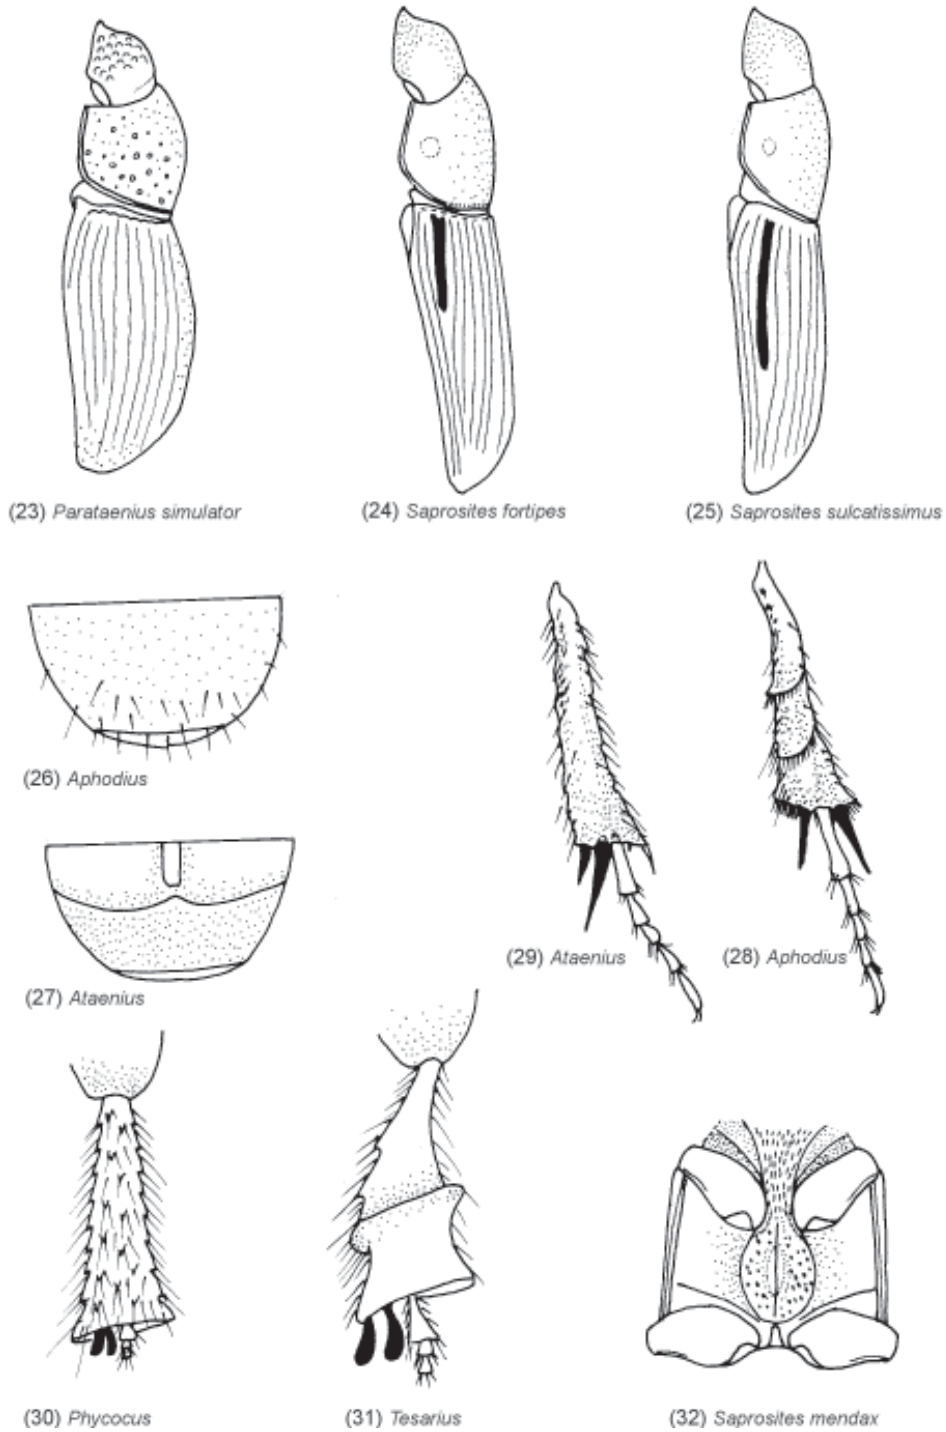 (23) Parataenius simulator
(24) Saprosites fortipes
(25) Saprosites sulcatissimus
(26) Aphodius
(27) Ataenius
(29) Ataenius
(28) Aphodius
(30) Phycocus
(31) Tesarius
(32) Saprosites mendax